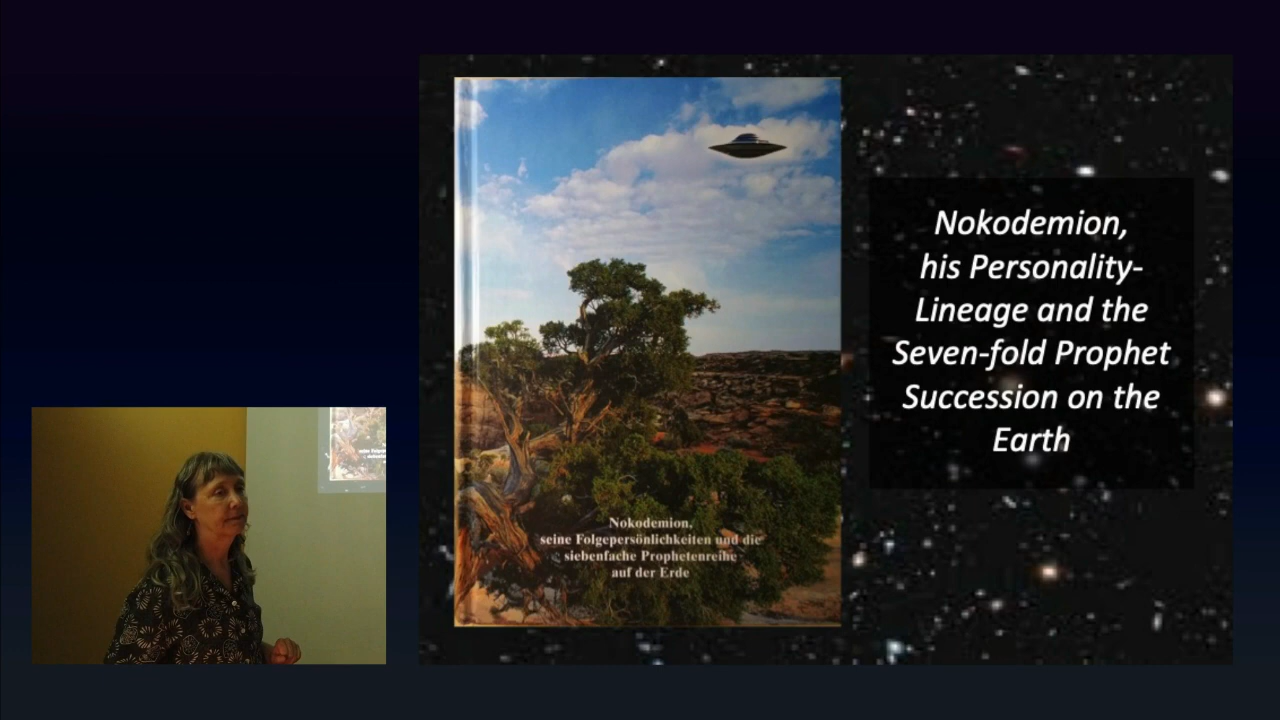 Nokodemion,
seine Folgepersönlichkeiten und die
siebenfache Prophetenreihe
auf der Erde
Nokodemion,
his Personality-
Lineage and the
Seven-fold Prophet
Succession on the
Earth